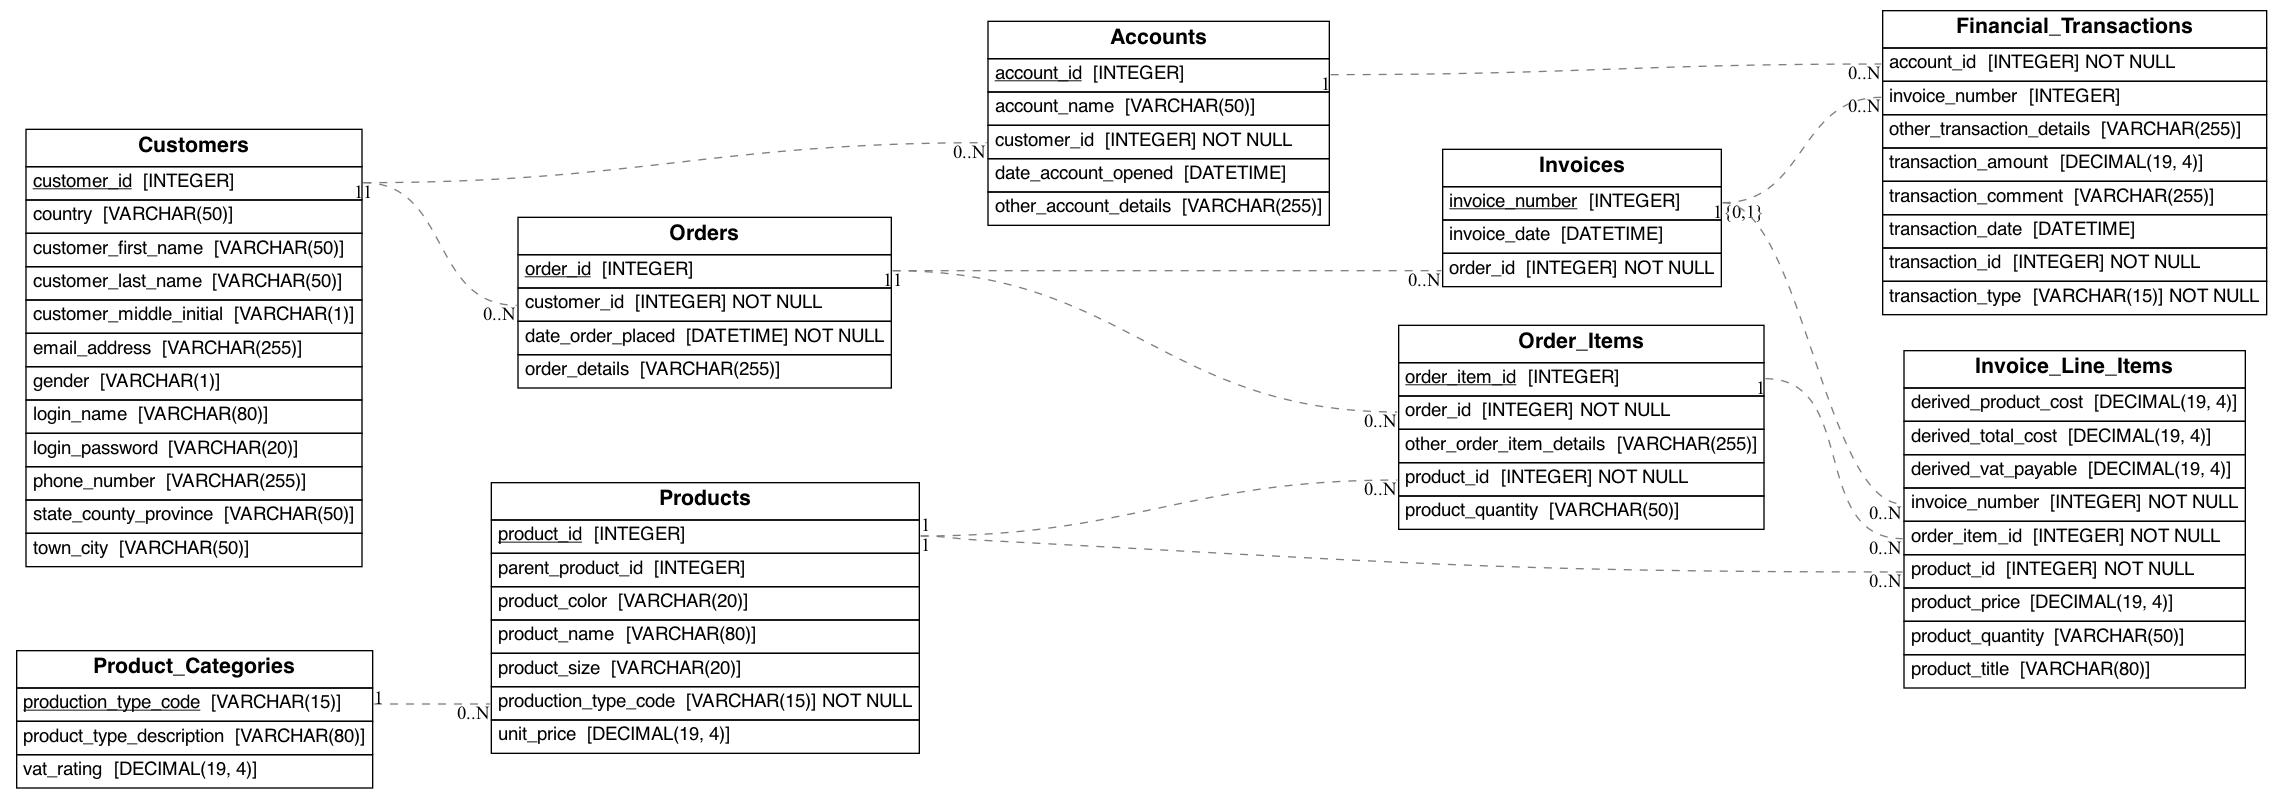 Customers
customer_id [INTEGER]
country [VARCHAR(50)]
customer_first_name [VARCHAR(50)]
customer_last_name [VARCHAR(50)]
customer_middle_initial [VARCHAR(1)]
email_address [VARCHAR(255)]
gender [VARCHAR(1)]
login_name [VARCHAR(80)]
login_password [VARCHAR(20)]
phone_number [VARCHAR(255)]
state_county_province [VARCHAR(50)]
town_city [VARCHAR(50)]
1
1
Product_Categories
production_type_code [VARCHAR(15)]
product_type_description [VARCHAR(80)]
vat_rating [DECIMAL(19, 4)]
1
0..N
Orders
order_id [INTEGER]
customer_id [INTEGER] NOT NULL
date_order_placed [DATETIME] NOT NULL
order_details [VARCHAR(255)]
0..N
1
1
Products
product_id [INTEGER]
parent_product_id [INTEGER]
product_color [VARCHAR(20)]
product_name [VARCHAR(80)]
product_size [VARCHAR(20)]
production_type_code [VARCHAR(15)] NOT NULL
unit_price [DECIMAL(19, 4)]
1
1
Accounts
account_id [INTEGER]
account_name [VARCHAR(50)]
customer_id [INTEGER] NOT NULL
date_account_opened [DATETIME]
other_account_details [VARCHAR(255)]
0..N
1
Invoices
invoice_number [INTEGER]
invoice_date [DATETIME]
order_id [INTEGER] NOT NULL
0..N
1
{0,1}
Order_Items
order_item_id [INTEGER]
order_id [INTEGER] NOT NULL
other_order_item_details [VARCHAR(255)]
product_id [INTEGER] NOT NULL
product_quantity [VARCHAR(50)]
0..N
0..N
1
Financial_Transactions
account_id [INTEGER] NOT NULL
invoice_number [INTEGER]
other_transaction_details [VARCHAR(255)]
transaction_amount [DECIMAL(19, 4)]
transaction_comment [VARCHAR(255)]
transaction_date [DATETIME]
transaction_id [INTEGER] NOT NULL
transaction_type [VARCHAR(15)] NOT NULL
0..N
0..N
Invoice_Line_Items
derived_product_cost [DECIMAL(19, 4)]
derived_total_cost [DECIMAL(19, 4)]
derived_vat_payable [DECIMAL(19, 4)]
invoice_number [INTEGER] NOT NULL
order_item_id [INTEGER] NOT NULL
product_id [INTEGER] NOT NULL
product_price [DECIMAL(19, 4)]
product_quantity [VARCHAR(50)]
product_title [VARCHAR(80)]
0..N
0..N
0..N